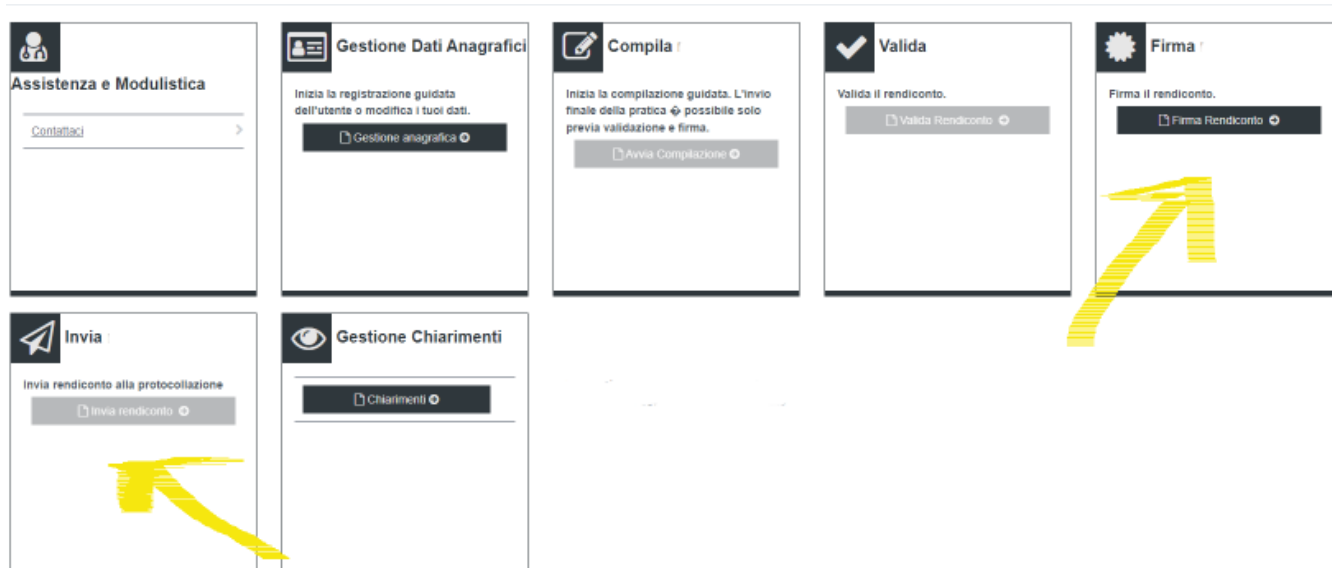 Assistenza e Modulistica
Contattaci
Gestione Dati Anagrafici
Inizia la registrazione guidata
dell'utente o modifica i tuoi dati.
Gestione anagrafica
Compila
Inizia la compilazione guidata. L'invio
finale della pratica � possibile solo
previa validazione e firma.
Avvia Compilazione
Valida
Valida il rendiconto.
Valida Rendiconto
Firma
Firma il rendiconto.
Firma Rendiconto
Invia
Invia rendiconto alla protocollazione
Invia rendiconto
Gestione Chiarimenti
Chiarimenti